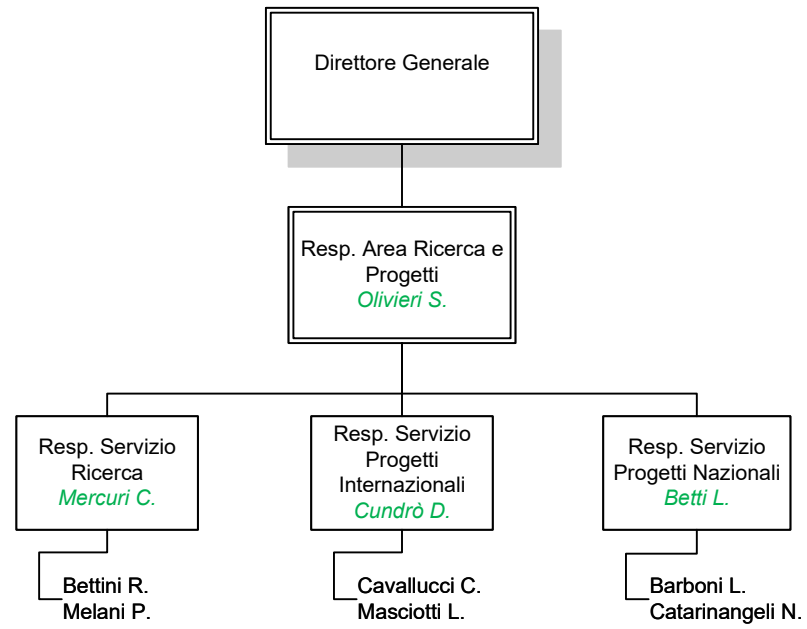 Direttore Generale
Resp. Area Ricerca e
Progetti
Olivieri S.
Resp. Servizio
Ricerca
Mercuri C.
Resp. Servizio
Progetti
Internazionali
Cundrò D.
Resp. Servizio
Progetti Nazionali
Betti L.
Bettini R.
Melani P.
Cavallucci C.
Masciotti L.
Barboni L.
Catarinangeli N.